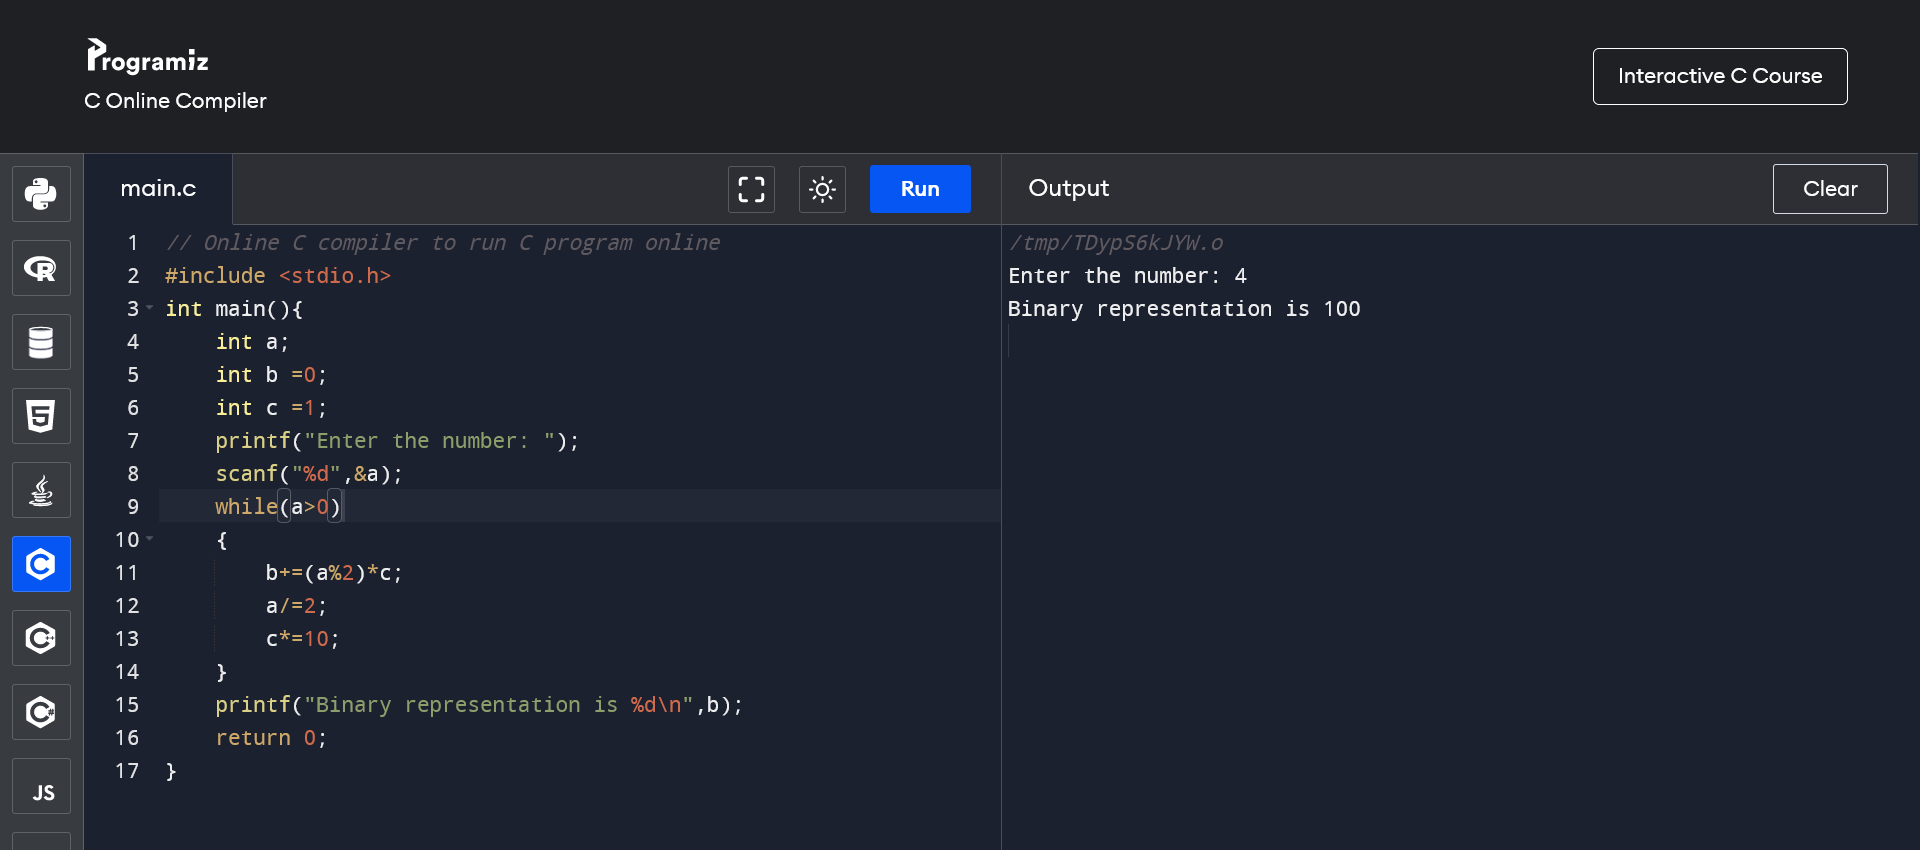 Programiz
C Online Compiler
Interactive C Course
main.c
Run
Output
Clear
1 // Online C compiler to run C program online
2 #include <stdio.h>
3 int main(){
4     int a;
5     int b =0;
6     int c =1;
7     printf("Enter the number: ");
8     scanf("%d",&a);
9     while(a>0)
10     {
11         b+=(a%2)*c;
12         a/=2;
13         c*=10;
14     }
15     printf("Binary representation is %d\n",b);
16     return 0;
17 }
/tmp/TDypS6kJYW.o
Enter the number: 4
Binary representation is 100
R
5
C
C++
C#
JS